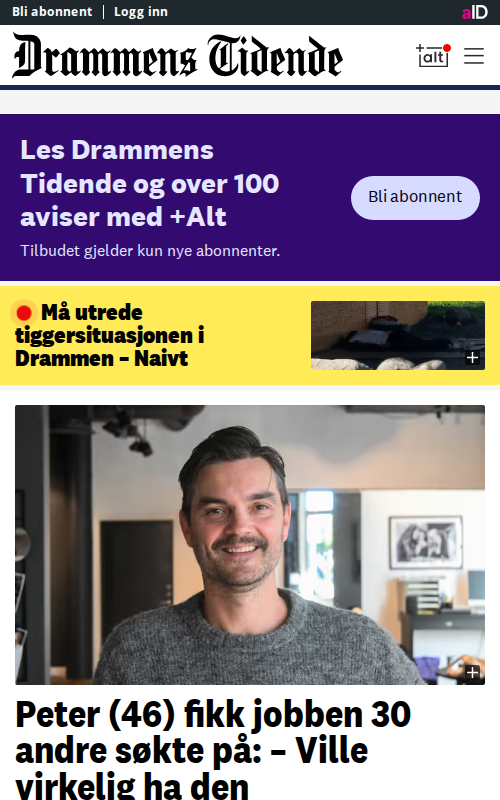 Bli abonnent | Logg inn
aID
Drammens Tidende
+alt
Les Drammens
Tidende og over 100
aviser med +Alt
Bli abonnent
Tilbudet gjelder kun nye abonnenter.
Må utrede
tiggersituasjonen i
Drammen – Naivt
+
+
Peter (46) fikk jobben 30
andre søkte på: – Ville
virkelig ha den